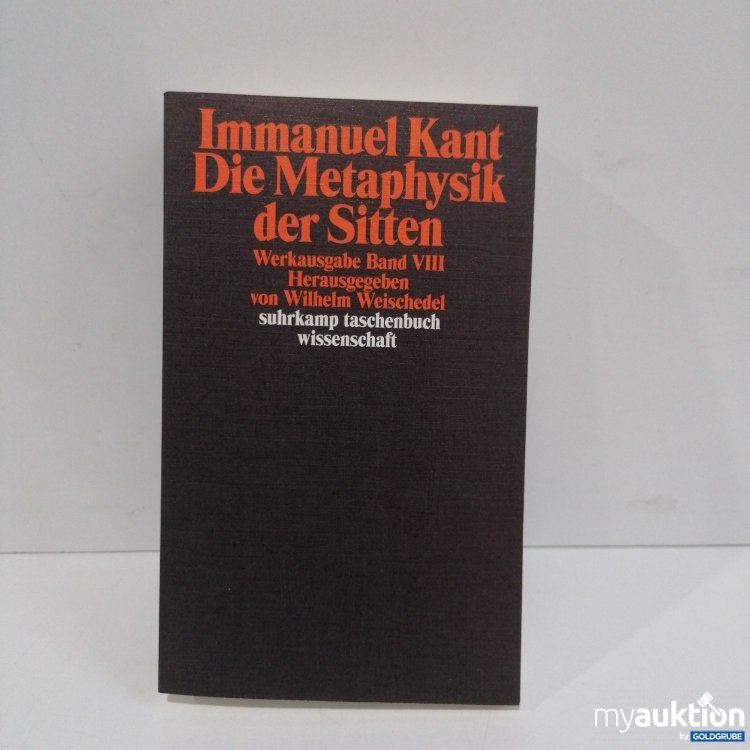 Immanuel Kant
Die Metaphysik
der Sitten
Werkausgabe Band VIII
Herausgegeben
von Wilhelm Weischedel
suhrkamp taschenbuch
wissenschaft
myauktion
by GOLDGRUBE